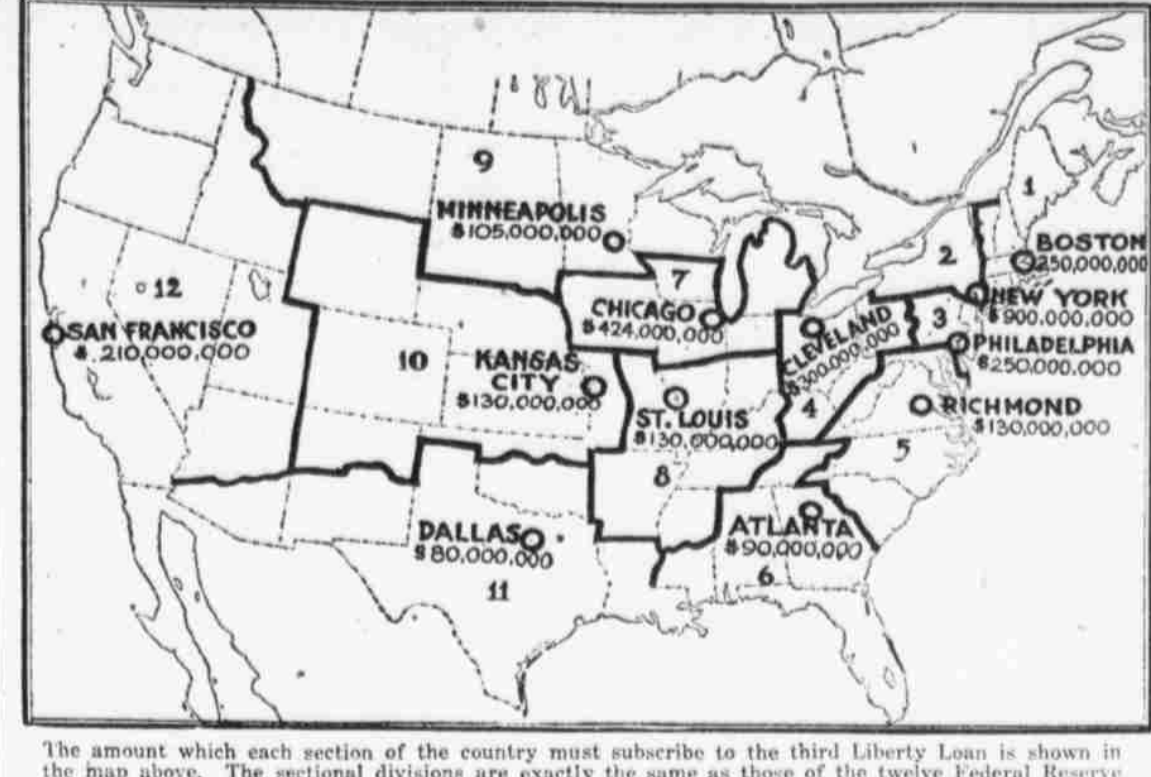 9
MINNEAPOLIS
$105,000,000
1
BOSTON
250,000,000
2
7
CHICAGO
$424,000,000
NEW YORK
$900,000,000
12
SAN FRANCISCO
$ 210,000,000
CLEVELAND
$300,000,000
3
PHILADELPHIA
$250,000,000
10
KANSAS
CITY
$130,000,000
ST. LOUIS
$130,000,000
4
RICHMOND
$130,000,000
5
8
DALLAS
$80,000,000
11
ATLANTA
$90,000,000
6
The amount which each section of the country must subscribe to the third Liberty Loan is shown in
the map above. The sectional divisions are exactly the same as those of the twelve Federal Reserve